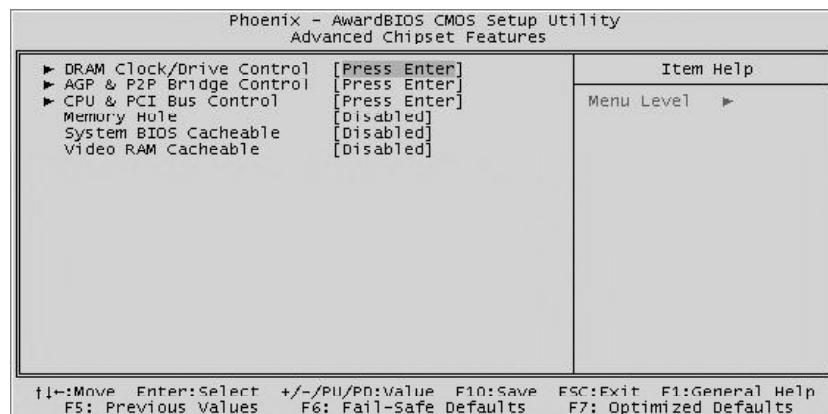 Phoenix - AwardBIOS CMOS Setup Utility
Advanced Chipset Features
► DRAM Clock/Drive Control [Press Enter]
► AGP & P2P Bridge Control [Press Enter]
► CPU & PCI Bus Control [Press Enter]
Memory Hole [Disabled]
System BIOS Cacheable [Disabled]
Video RAM Cacheable [Disabled]
Item Help
Menu Level ►
↑↓←:Move Enter:Select +/-/PU/PD:Value F10:Save ESC:Exit F1:General Help
F5: Previous Values F6: Fail-Safe Defaults F7: Optimized Defaults